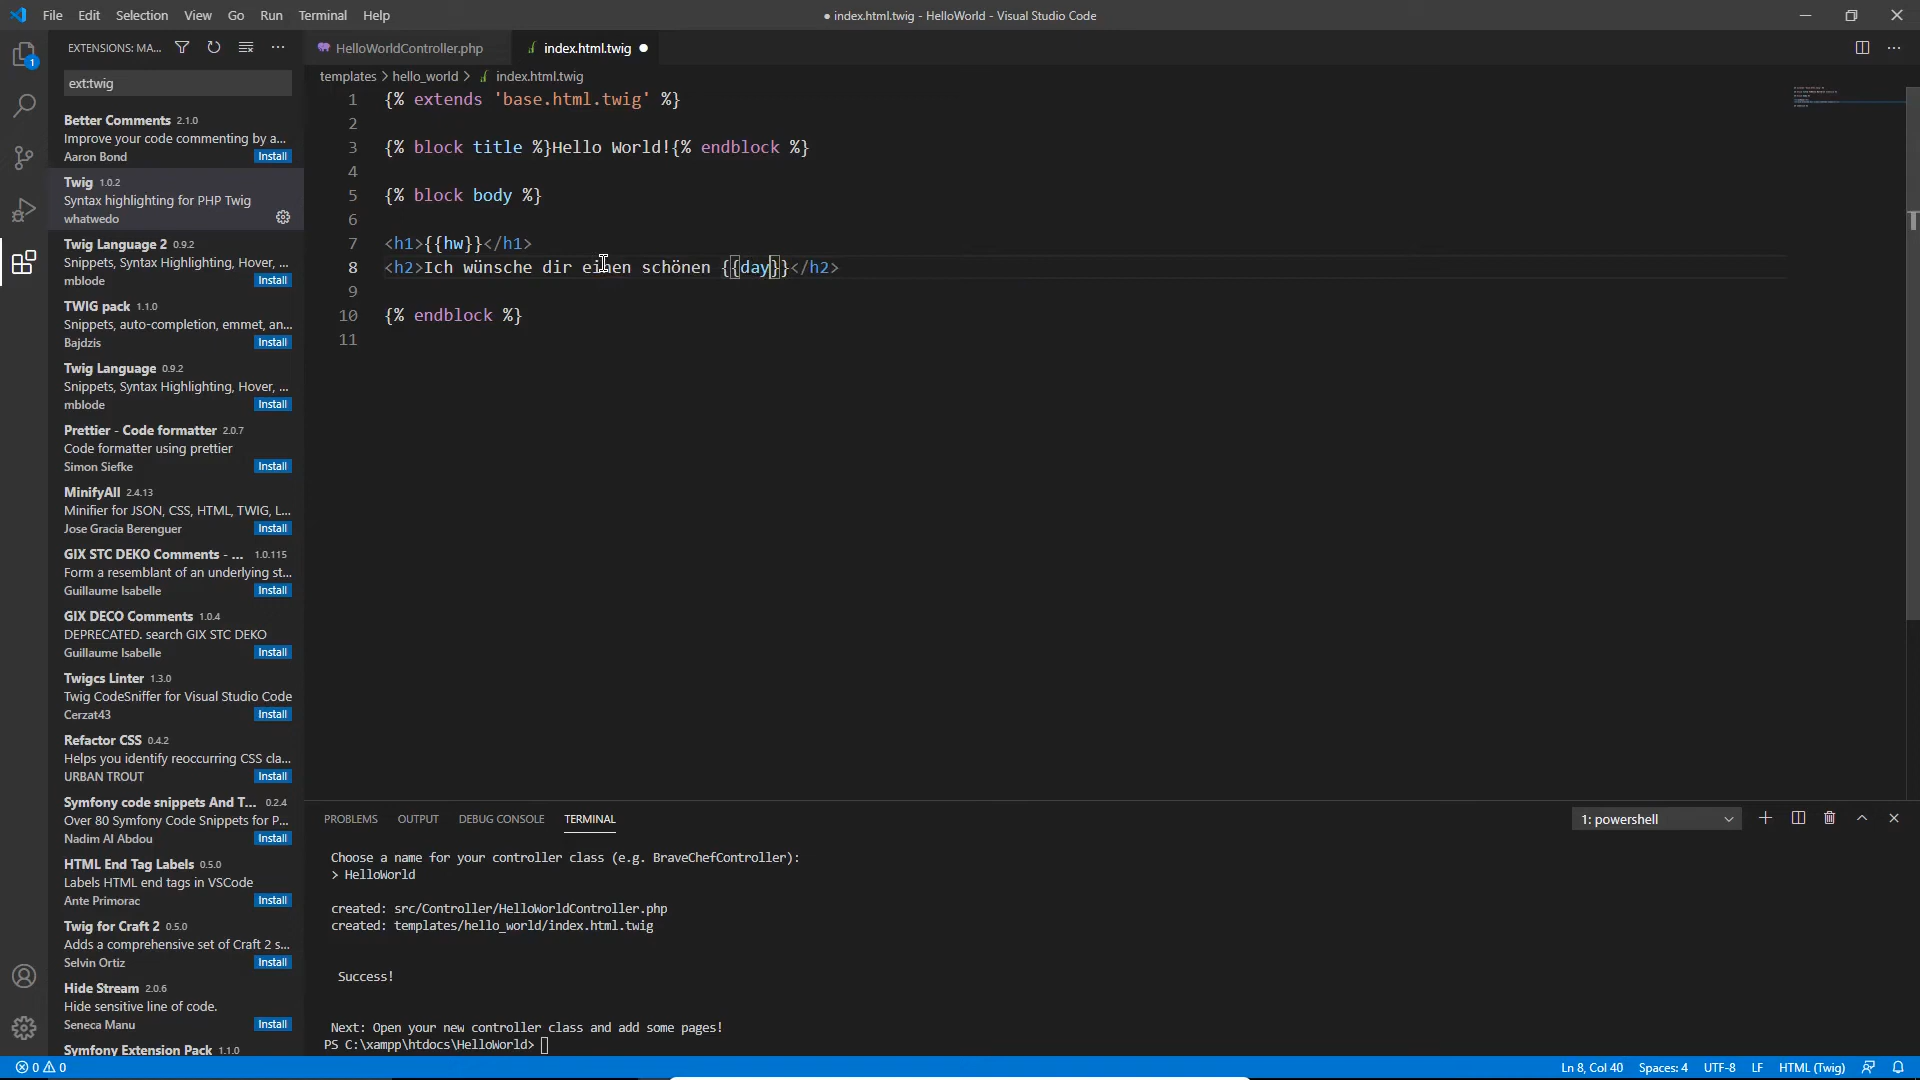 File Edit Selection View Go Run Terminal Help
● index.html.twig - HelloWorld - Visual Studio Code
EXTENSIONS: MA...
HelloWorldController.php
index.html.twig ●
1
ext:twig
templates > hello_world > index.html.twig
Better Comments 2.1.0
Improve your code commenting by a...
Aaron Bond Install
Twig 1.0.2
Syntax highlighting for PHP Twig
whatwedo
Twig Language 2 0.9.2
Snippets, Syntax Highlighting, Hover, ...
mblode Install
TWIG pack 1.1.0
Snippets, auto-completion, emmet, an...
Bajdzis Install
Twig Language 0.9.2
Snippets, Syntax Highlighting, Hover, ...
mblode Install
Prettier - Code formatter 2.0.7
Code formatter using prettier
Simon Siefke Install
MinifyAll 2.4.13
Minifier for JSON, CSS, HTML, TWIG, L...
Jose Gracia Berenguer Install
GIX STC DEKO Comments - ... 1.0.115
Form a resemblant of an underlying st...
Guillaume Isabelle Install
GIX DECO Comments 1.0.4
DEPRECATED. search GIX STC DEKO
Guillaume Isabelle Install
Twigcs Linter 1.3.0
Twig CodeSniffer for Visual Studio Code
Cerzat43 Install
Refactor CSS 0.4.2
Helps you identify reoccurring CSS cla...
URBAN TROUT Install
Symfony code snippets And T... 0.2.4
Over 80 Symfony Code Snippets for P...
Nadim Al Abdou Install
HTML End Tag Labels 0.5.0
Labels HTML end tags in VSCode
Ante Primorac Install
Twig for Craft 2 0.5.0
Adds a comprehensive set of Craft 2 s...
Selvin Ortiz Install
Hide Stream 2.0.6
Hide sensitive line of code.
Seneca Manu Install
Symfony Extension Pack 1.1.0
1 {% extends 'base.html.twig' %}
2
3 {% block title %}Hello World!{% endblock %}
4
5 {% block body %}
6
7 <h1>{{hw}}</h1>
8 <h2>Ich wünsche dir einen schönen {{day}}</h2>
9
10 {% endblock %}
11
PROBLEMS OUTPUT DEBUG CONSOLE TERMINAL
1: powershell
Choose a name for your controller class (e.g. BraveChefController):
> HelloWorld
created: src/Controller/HelloWorldController.php
created: templates/hello_world/index.html.twig
Success!
Next: Open your new controller class and add some pages!
PS C:\xampp\htdocs\HelloWorld>
0 0
Ln 8, Col 40 Spaces: 4 UTF-8 LF HTML (Twig)